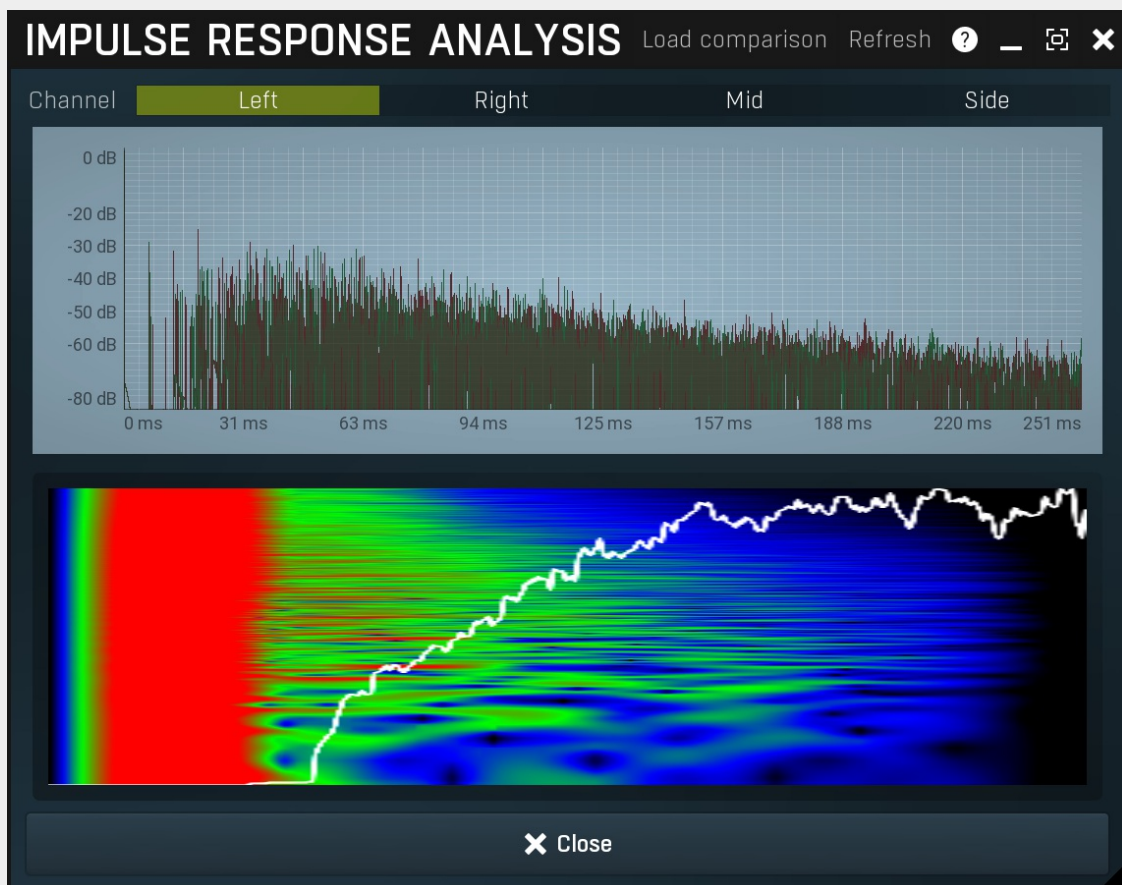 IMPULSE RESPONSE ANALYSIS Load comparison Refresh ?
Channel Left Right Mid Side
0 dB
-20 dB
-30 dB
-40 dB
-50 dB
-60 dB
-80 dB
0 ms 31 ms 63 ms 94 ms 125 ms 157 ms 188 ms 220 ms 251 ms
Close